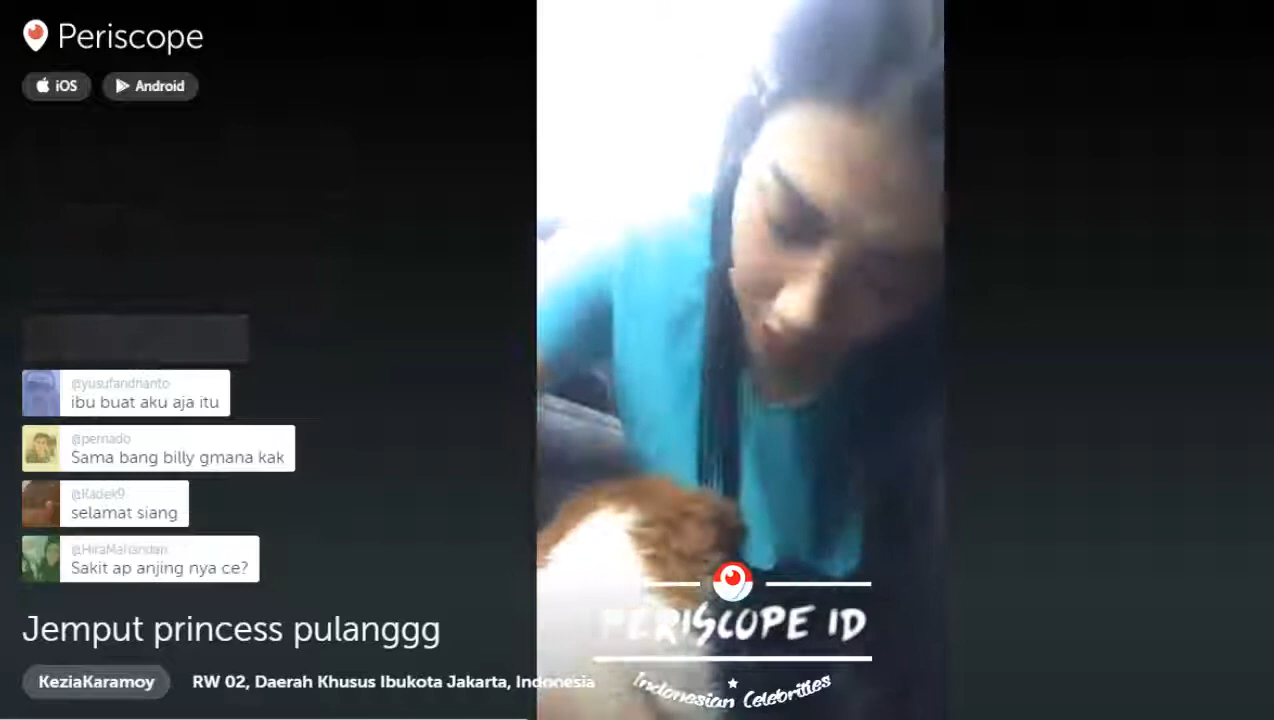 Periscope
iOS
Android
@yusufandrianto
ibu buat aku aja itu
@pernado
Sama bang billy gmana kak
@Kadek9
selamat siang
Sakit ap anjing nya ce?
Jemput princess pulanggg
KeziaKaramoy
RW 02, Daerah Khusus Ibukota Jakarta, Indonesia
PERISCOPE ID
Indonesian Celebrities